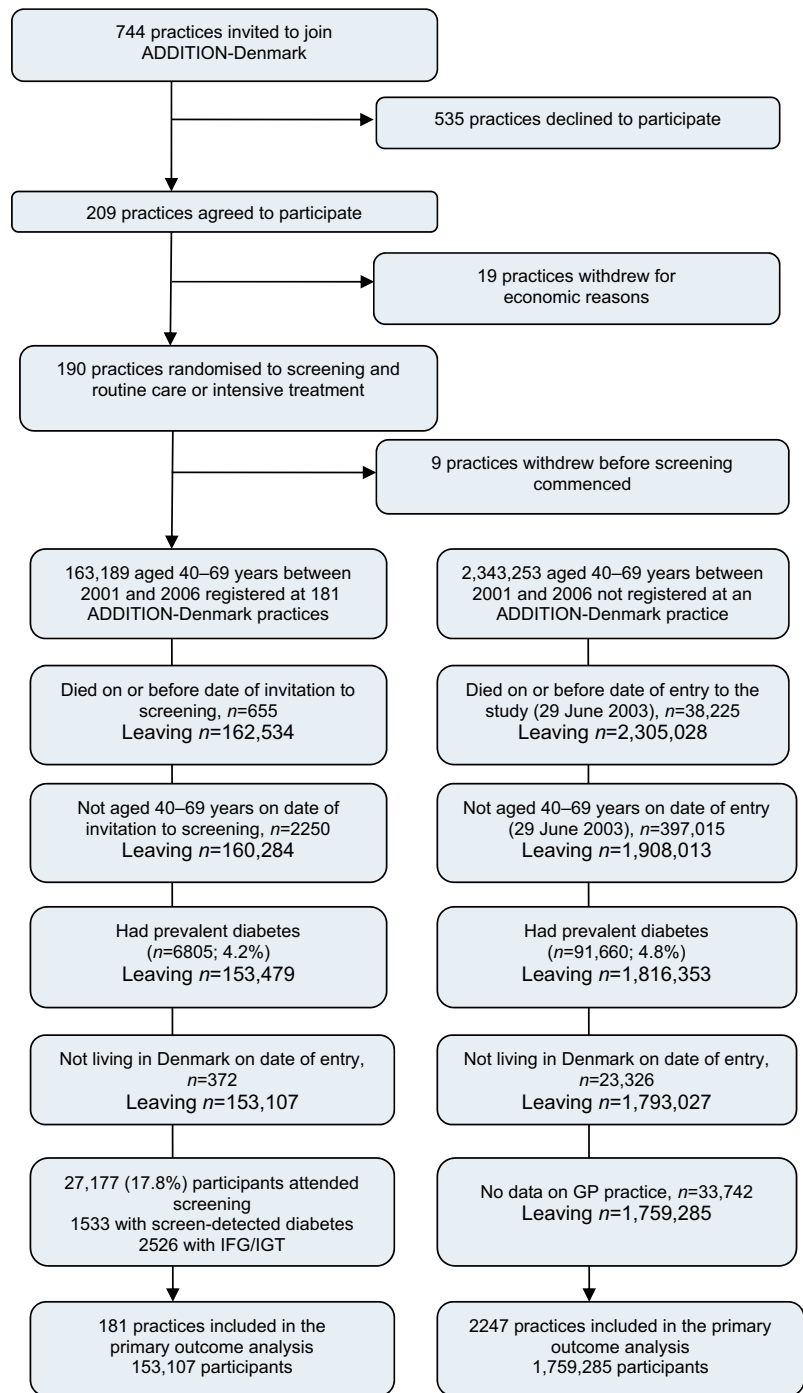 744 practices invited to join
ADDITION-Denmark
535 practices declined to participate
209 practices agreed to participate
19 practices withdrew for
economic reasons
190 practices randomised to screening and
routine care or intensive treatment
9 practices withdrew before screening
commenced
163,189 aged 40–69 years between
2001 and 2006 registered at 181
ADDITION-Denmark practices
2,343,253 aged 40–69 years between
2001 and 2006 not registered at an
ADDITION-Denmark practice
Died on or before date of invitation to
screening, n=655
Leaving n=162,534
Died on or before date of entry to the
study (29 June 2003), n=38,225
Leaving n=2,305,028
Not aged 40–69 years on date of
invitation to screening, n=2250
Leaving n=160,284
Not aged 40–69 years on date of entry
(29 June 2003), n=397,015
Leaving n=1,908,013
Had prevalent diabetes
(n=6805; 4.2%)
Leaving n=153,479
Had prevalent diabetes
(n=91,660; 4.8%)
Leaving n=1,816,353
Not living in Denmark on date of entry,
n=372
Leaving n=153,107
Not living in Denmark on date of entry,
n=23,326
Leaving n=1,793,027
27,177 (17.8%) participants attended
screening
1533 with screen-detected diabetes
2526 with IFG/IGT
No data on GP practice, n=33,742
Leaving n=1,759,285
181 practices included in the
primary outcome analysis
153,107 participants
2247 practices included in the primary
outcome analysis
1,759,285 participants